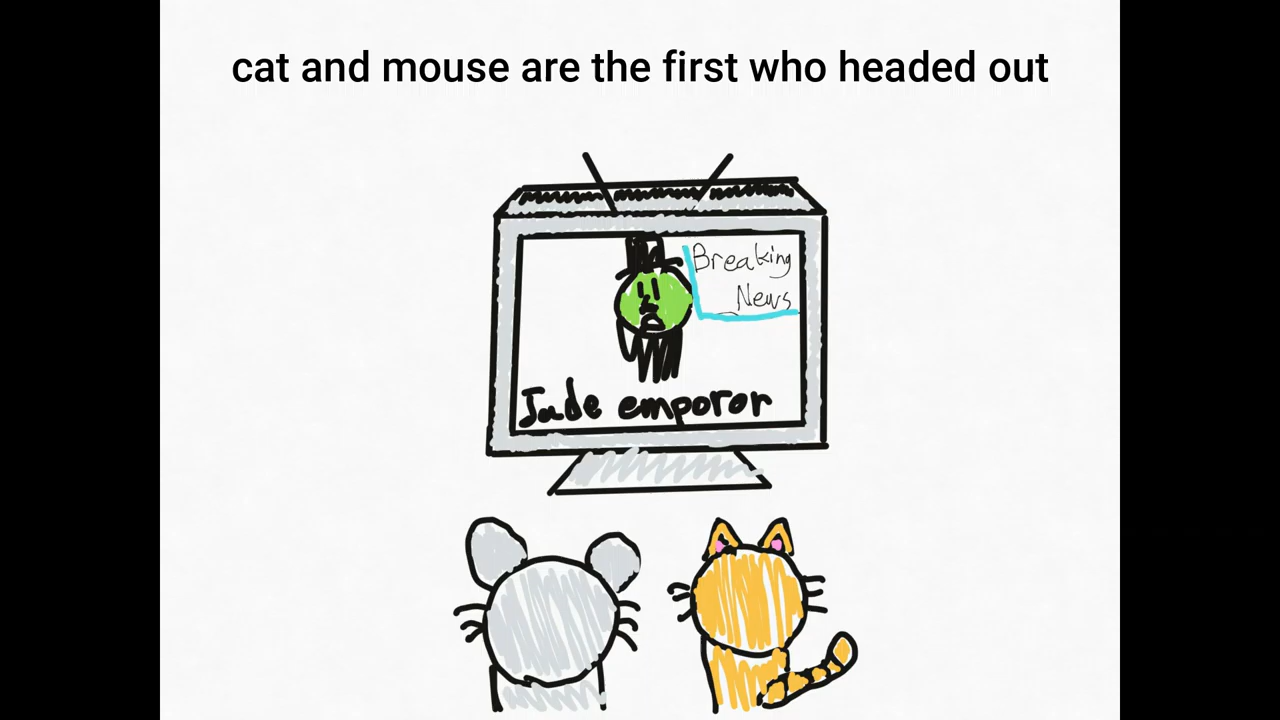 cat and mouse are the first who headed out
Breaking
News
Jade emporor